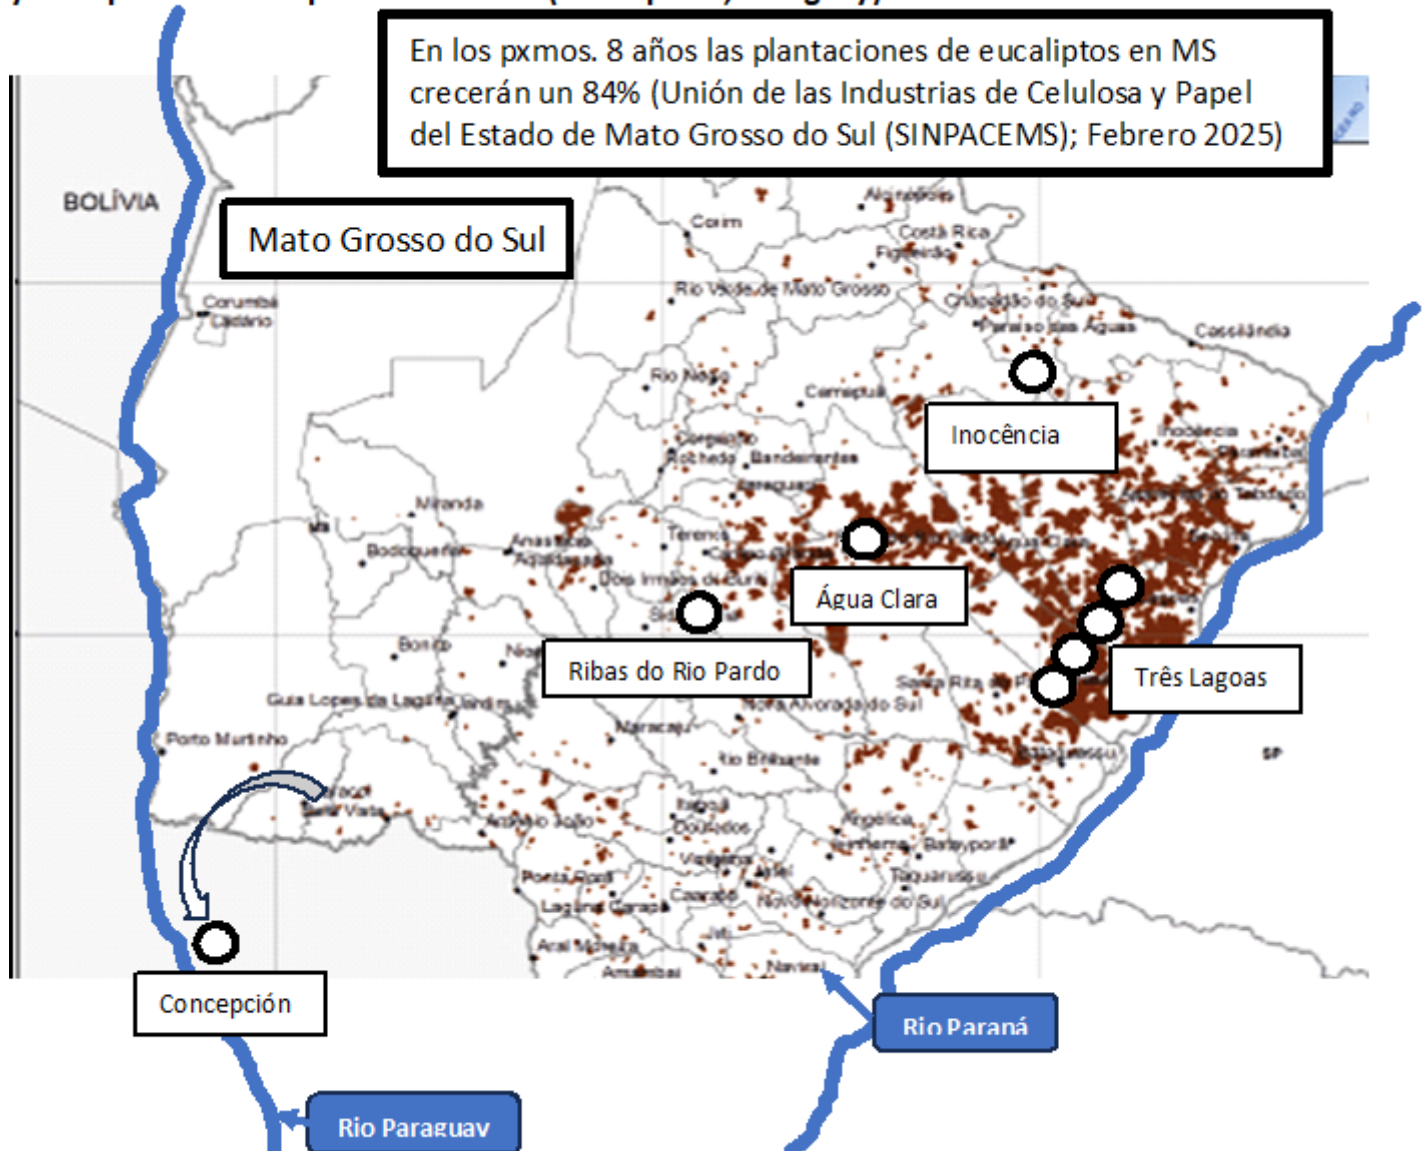 En los pxmos. 8 años las plantaciones de eucaliptos en MS
crecerán un 84% (Unión de las Industrias de Celulosa y Papel
del Estado de Mato Grosso do Sul (SINPACEMS); Febrero 2025)
BOLÍVIA
Mato Grosso do Sul
Alcinópolis
Corim
Costa Rica
Figueirão
Rio Verde de Mato Grosso
Chapadão do Sul
Corumbá
Ladário
Paraíso das Águas
Cassilândia
Rio Negro
Camapuã
Inocência
Inocência
Corguinho
Rochedo
Bandeirantes
Jaraguari
Miranda
Terenos
Anastácio
Aquidauana
Água Clara
Bodoquena
Dois Irmãos do Buriti
Água Clara
Bonito
Ribas do Rio Pardo
Três Lagoas
Santa Rita do
Guia Lopes da Laguna
Jardim
Nova Alvorada do Sul
Maracaju
Porto Murtinho
Rio Brilhante
SP
Bela Vista
Itaporã
Antônio João
Dourados
Angélica
Batayporã
Ponta Porã
Jateí
Taquarussu
Laguna Carapã
Caarapó
Novo Horizonte do Sul
Aral Moreira
Amambai
Naviraí
Concepción
Rio Paraná
Rio Paraguay